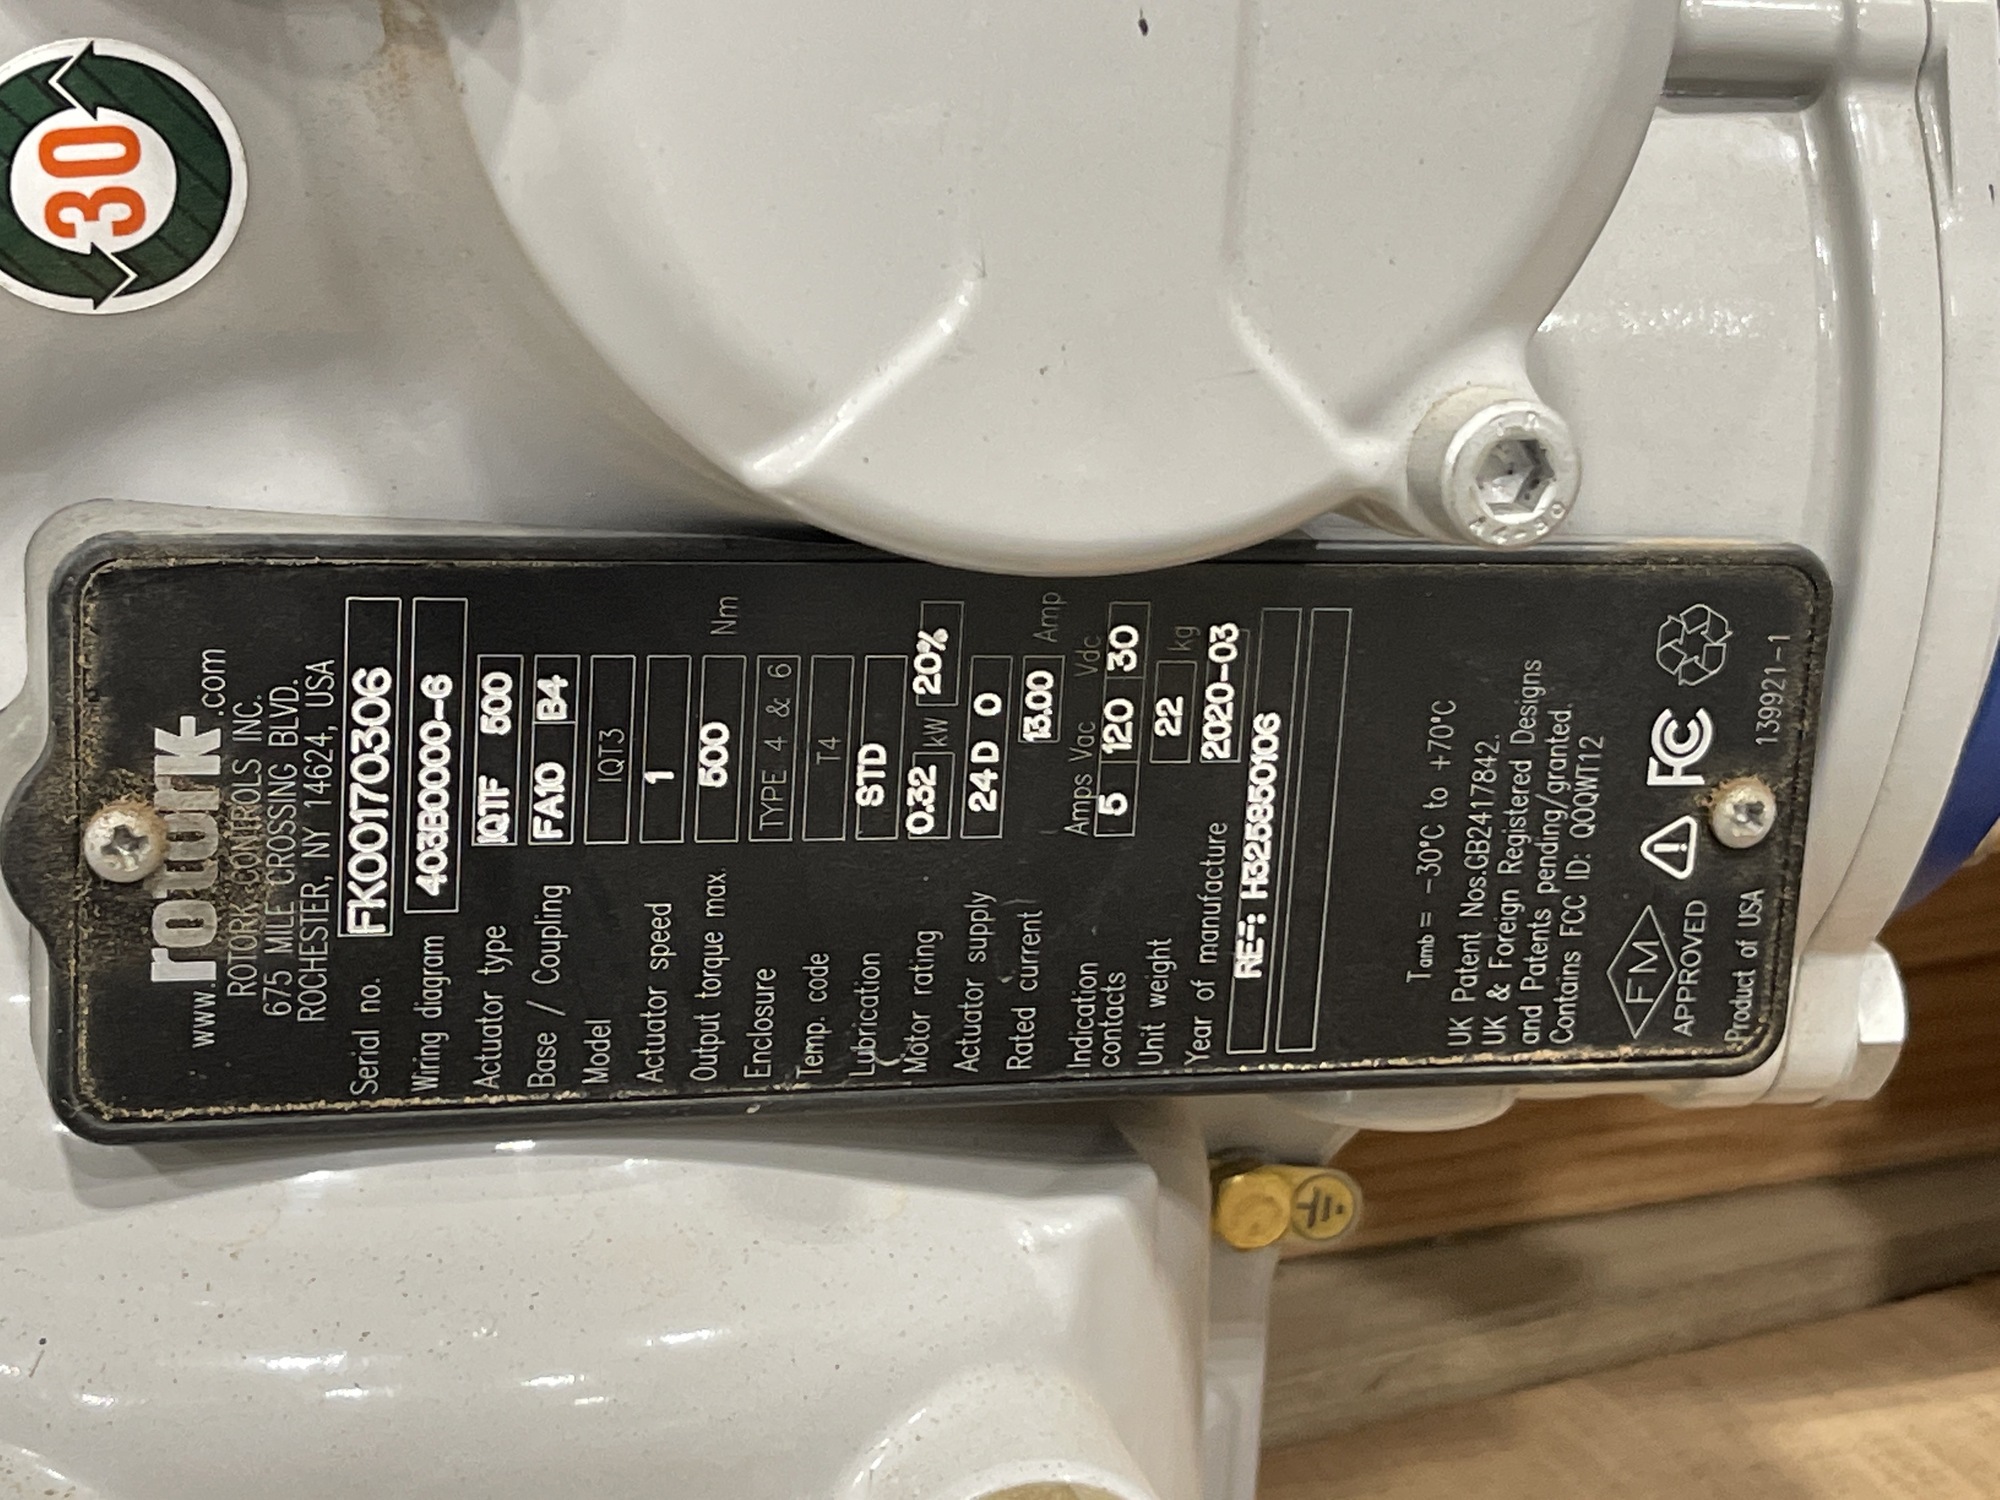 30
www.rotork.com
ROTORK CONTROLS INC.
675 MILE CROSSING BLVD.
ROCHESTER, NY 14624, USA
Serial no. FK00170306
Wiring diagram 403B0000-6
Actuator type IQTF 500
Base / Coupling FA10 B4
Model IQT3
Actuator speed 1
Output torque max. 500 Nm
Enclosure TYPE 4 & 6
Temp. code T4
Lubrication STD
Motor rating 0.32 kW 20%
Actuator supply 24 D 0
Rated current 13.00 Amp
Amps Vac Vdc
Indication contacts 5 120 30
Unit weight 22 kg
Year of manufacture 2020-03
H325850106
Tamb = -30°C to +70°C
UK Patent Nos.GB2417842.
UK & Foreign Registered Designs
and Patents pending/granted.
Contains FCC ID: QOQWT12
FM
APPROVED
FC
Product of USA
139921-1